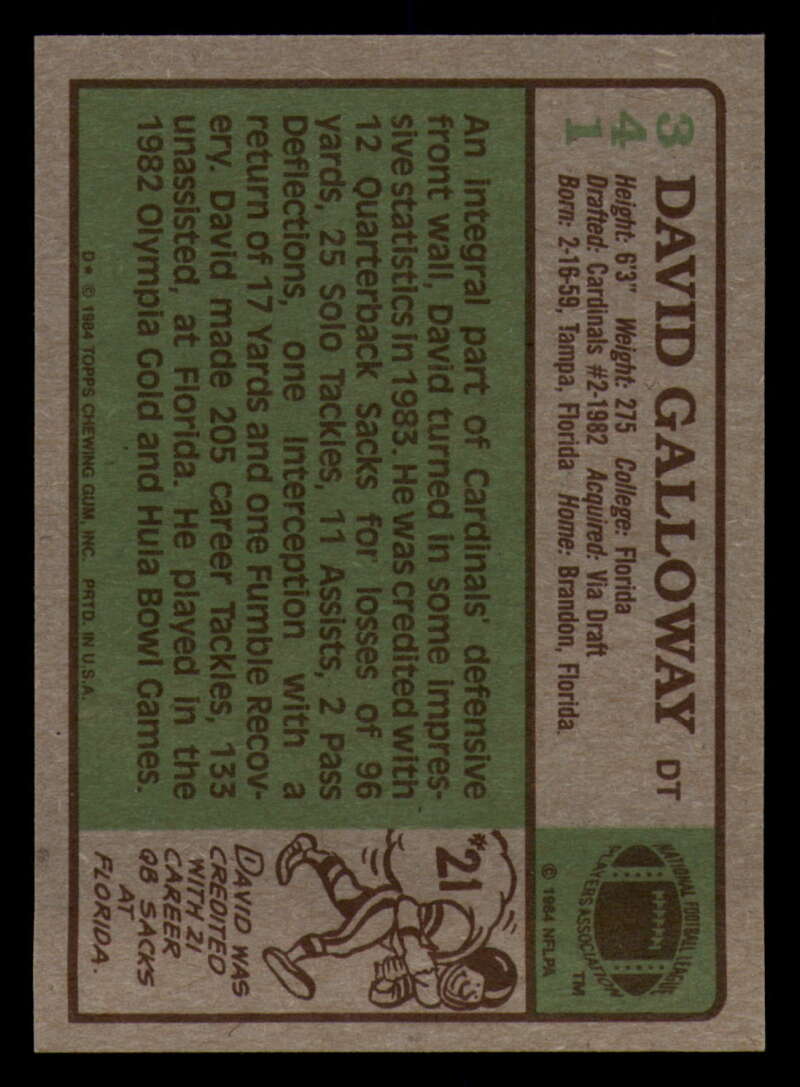 341
DAVID GALLOWAY DT
Height: 6'3" Weight: 275 College: Florida
Drafted: Cardinals #2-1982 Acquired: Via Draft
Born: 2-16-59, Tampa, Florida Home: Brandon, Florida
NATIONAL FOOTBALL LEAGUE
PLAYERS ASSOCIATION
TM
© 1984 NFLPA
An integral part of Cardinals' defensive
front wall, David turned in some impres-
sive statistics in 1983. He was credited with
12 Quarterback Sacks for losses of 96
yards, 25 Solo Tackles, 11 Assists, 2 Pass
Deflections, one Interception with a
return of 17 Yards and one Fumble Recov-
ery. David made 205 career Tackles, 133
unassisted, at Florida. He played in the
1982 Olympia Gold and Hula Bowl Games.
D* © 1984 TOPPS CHEWING GUM, INC. PRTD. IN U.S.A.
#21
DAVID WAS
CREDITED
WITH 21
CAREER
QB SACKS
AT
FLORIDA.